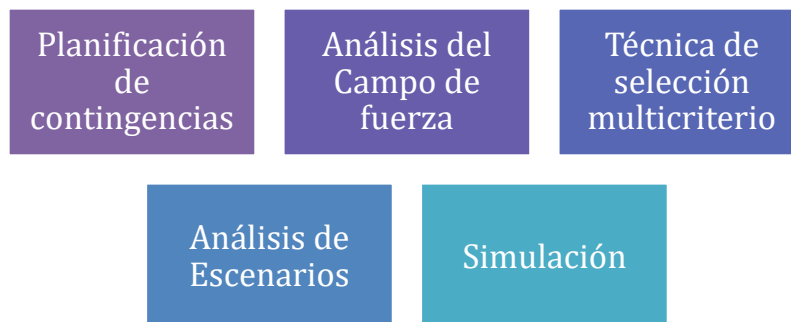 Planificación
de
contingencias
Análisis del
Campo de
fuerza
Técnica de
selección
multicriterio
Análisis de
Escenarios
Simulación